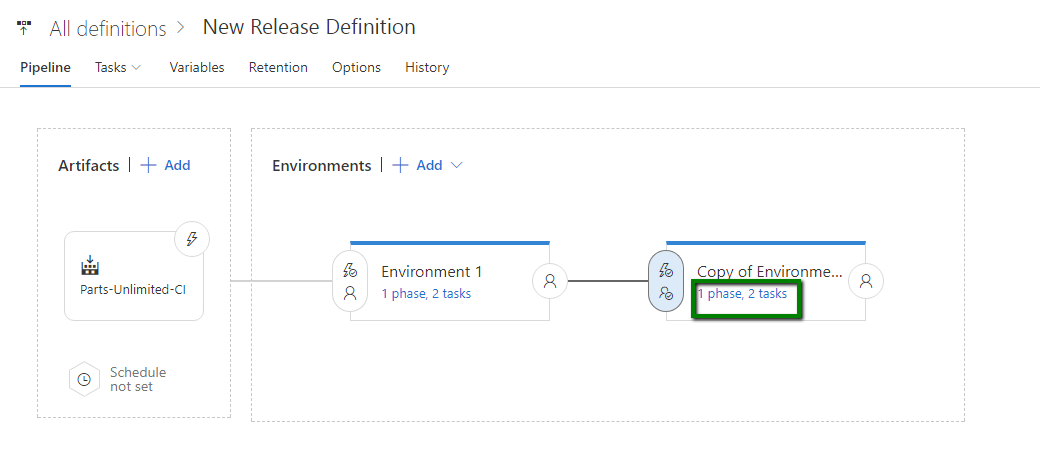 All definitions > New Release Definition
Pipeline Tasks Variables Retention Options History
Artifacts | + Add
Environments | + Add
Parts-Unlimited-CI
Environment 1
1 phase, 2 tasks
Copy of Environme...
1 phase, 2 tasks
Schedule
not set